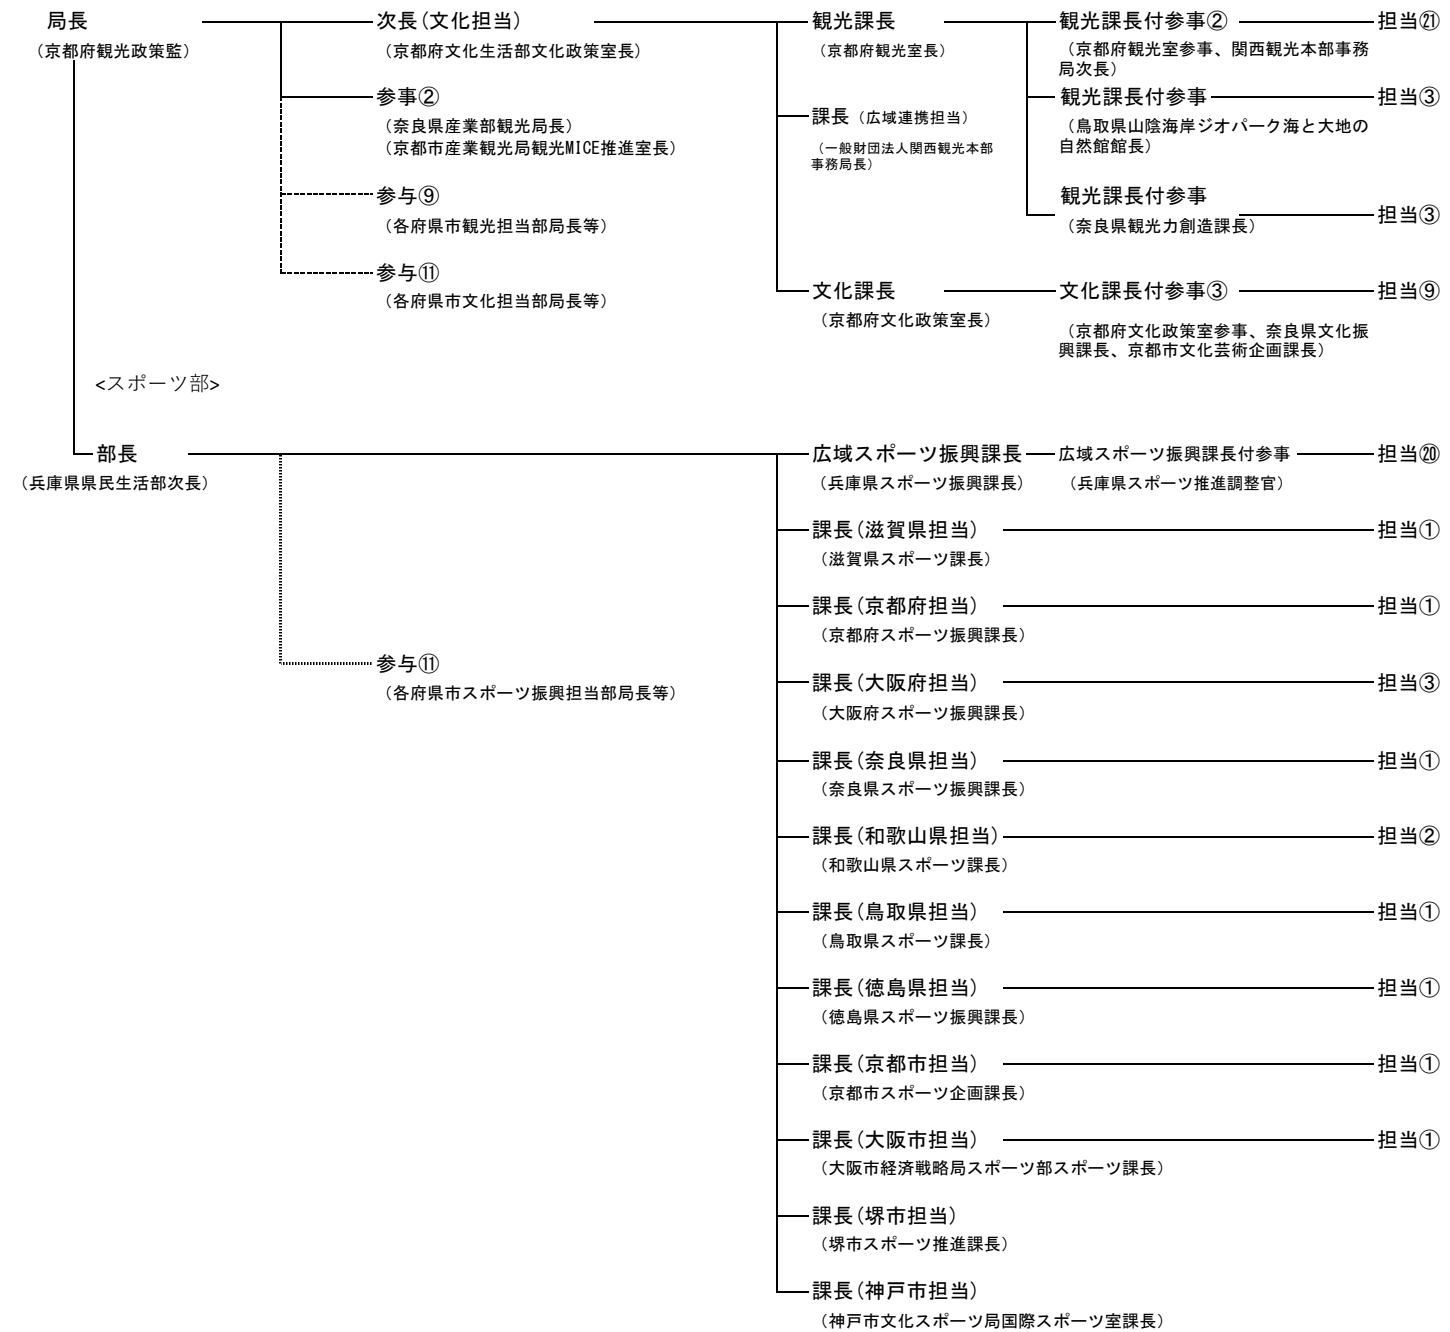 局長 次長(文化担当) 観光課長 観光課長付参事② 担当㉑
（京都府観光政策監） （京都府文化生活部文化政策室長） （京都府観光室長） （京都府観光室参事、関西観光本部事務
局次長）
参事② 観光課長付参事 担当③
課長（広域連携担当）
（奈良県産業部観光局長） （鳥取県山陰海岸ジオパーク海と大地の
（京都市産業観光局観光MICE推進室長） （一般財団法人関西観光本部 自然館館長）
事務局長）
参与⑨ 観光課長付参事
担当③
（各府県市観光担当部局長等） （奈良県観光力創造課長）
参与⑪
（各府県市文化担当部局長等）
文化課長 文化課長付参事③ 担当⑨
（京都府文化政策室長） （京都府文化政策室参事、奈良県文化振
興課長、京都市文化芸術企画課長）
<スポーツ部>
部長 広域スポーツ振興課長 広域スポーツ振興課長付参事 担当⑳
（兵庫県県民生活部次長） （兵庫県スポーツ振興課長） （兵庫県スポーツ推進調整官）
課長(滋賀県担当) 担当①
（滋賀県スポーツ課長）
課長(京都府担当) 担当①
（京都府スポーツ振興課長）
参与⑪
（各府県市スポーツ振興担当部局長等）
課長(大阪府担当) 担当③
（大阪府スポーツ振興課長）
課長(奈良県担当) 担当①
（奈良県スポーツ振興課長）
課長(和歌山県担当) 担当②
（和歌山県スポーツ課長）
課長(鳥取県担当) 担当①
（鳥取県スポーツ課長）
課長(徳島県担当) 担当①
（徳島県スポーツ振興課長）
課長(京都市担当) 担当①
（京都市スポーツ企画課長）
課長(大阪市担当) 担当①
（大阪市経済戦略局スポーツ部スポーツ課長）
課長(堺市担当)
（堺市スポーツ推進課長）
課長(神戸市担当)
（神戸市文化スポーツ局国際スポーツ室課長）